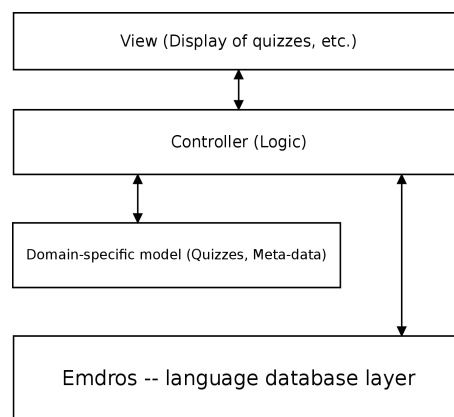 View (Display of quizzes, etc.)
Controller (Logic)
Domain-specific model (Quizzes, Meta-data)
Emdros -- language database layer